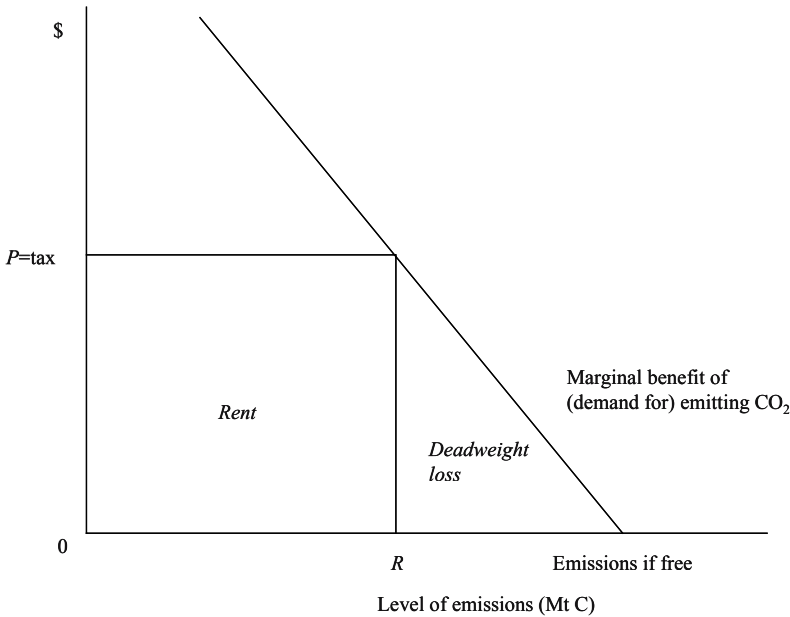 $
P=tax
Marginal benefit of
(demand for) emitting CO₂
Rent
Deadweight
loss
0
R
Emissions if free
Level of emissions (Mt C)